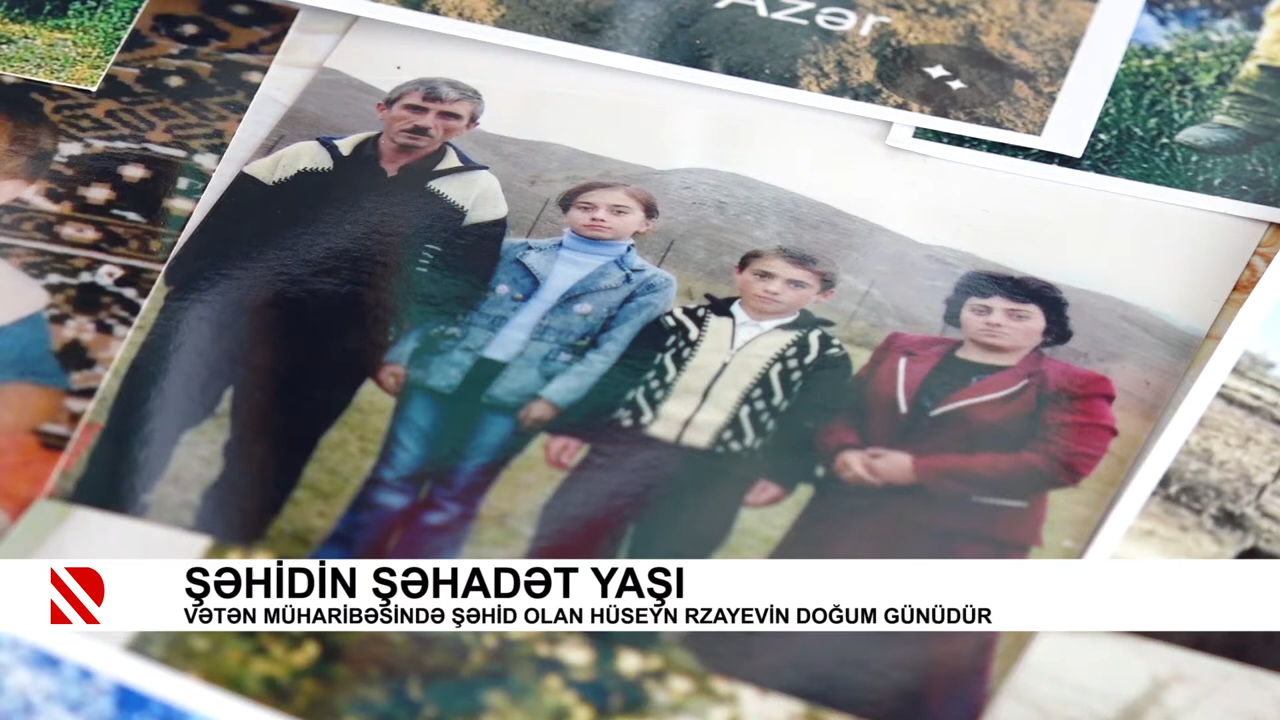 Azər
ŞƏHİDİN ŞƏHADƏT YAŞI
VƏTƏN MÜHARİBƏSİNDƏ ŞƏHİD OLAN HÜSEYN RZAYEVİN DOĞUM GÜNÜDÜR